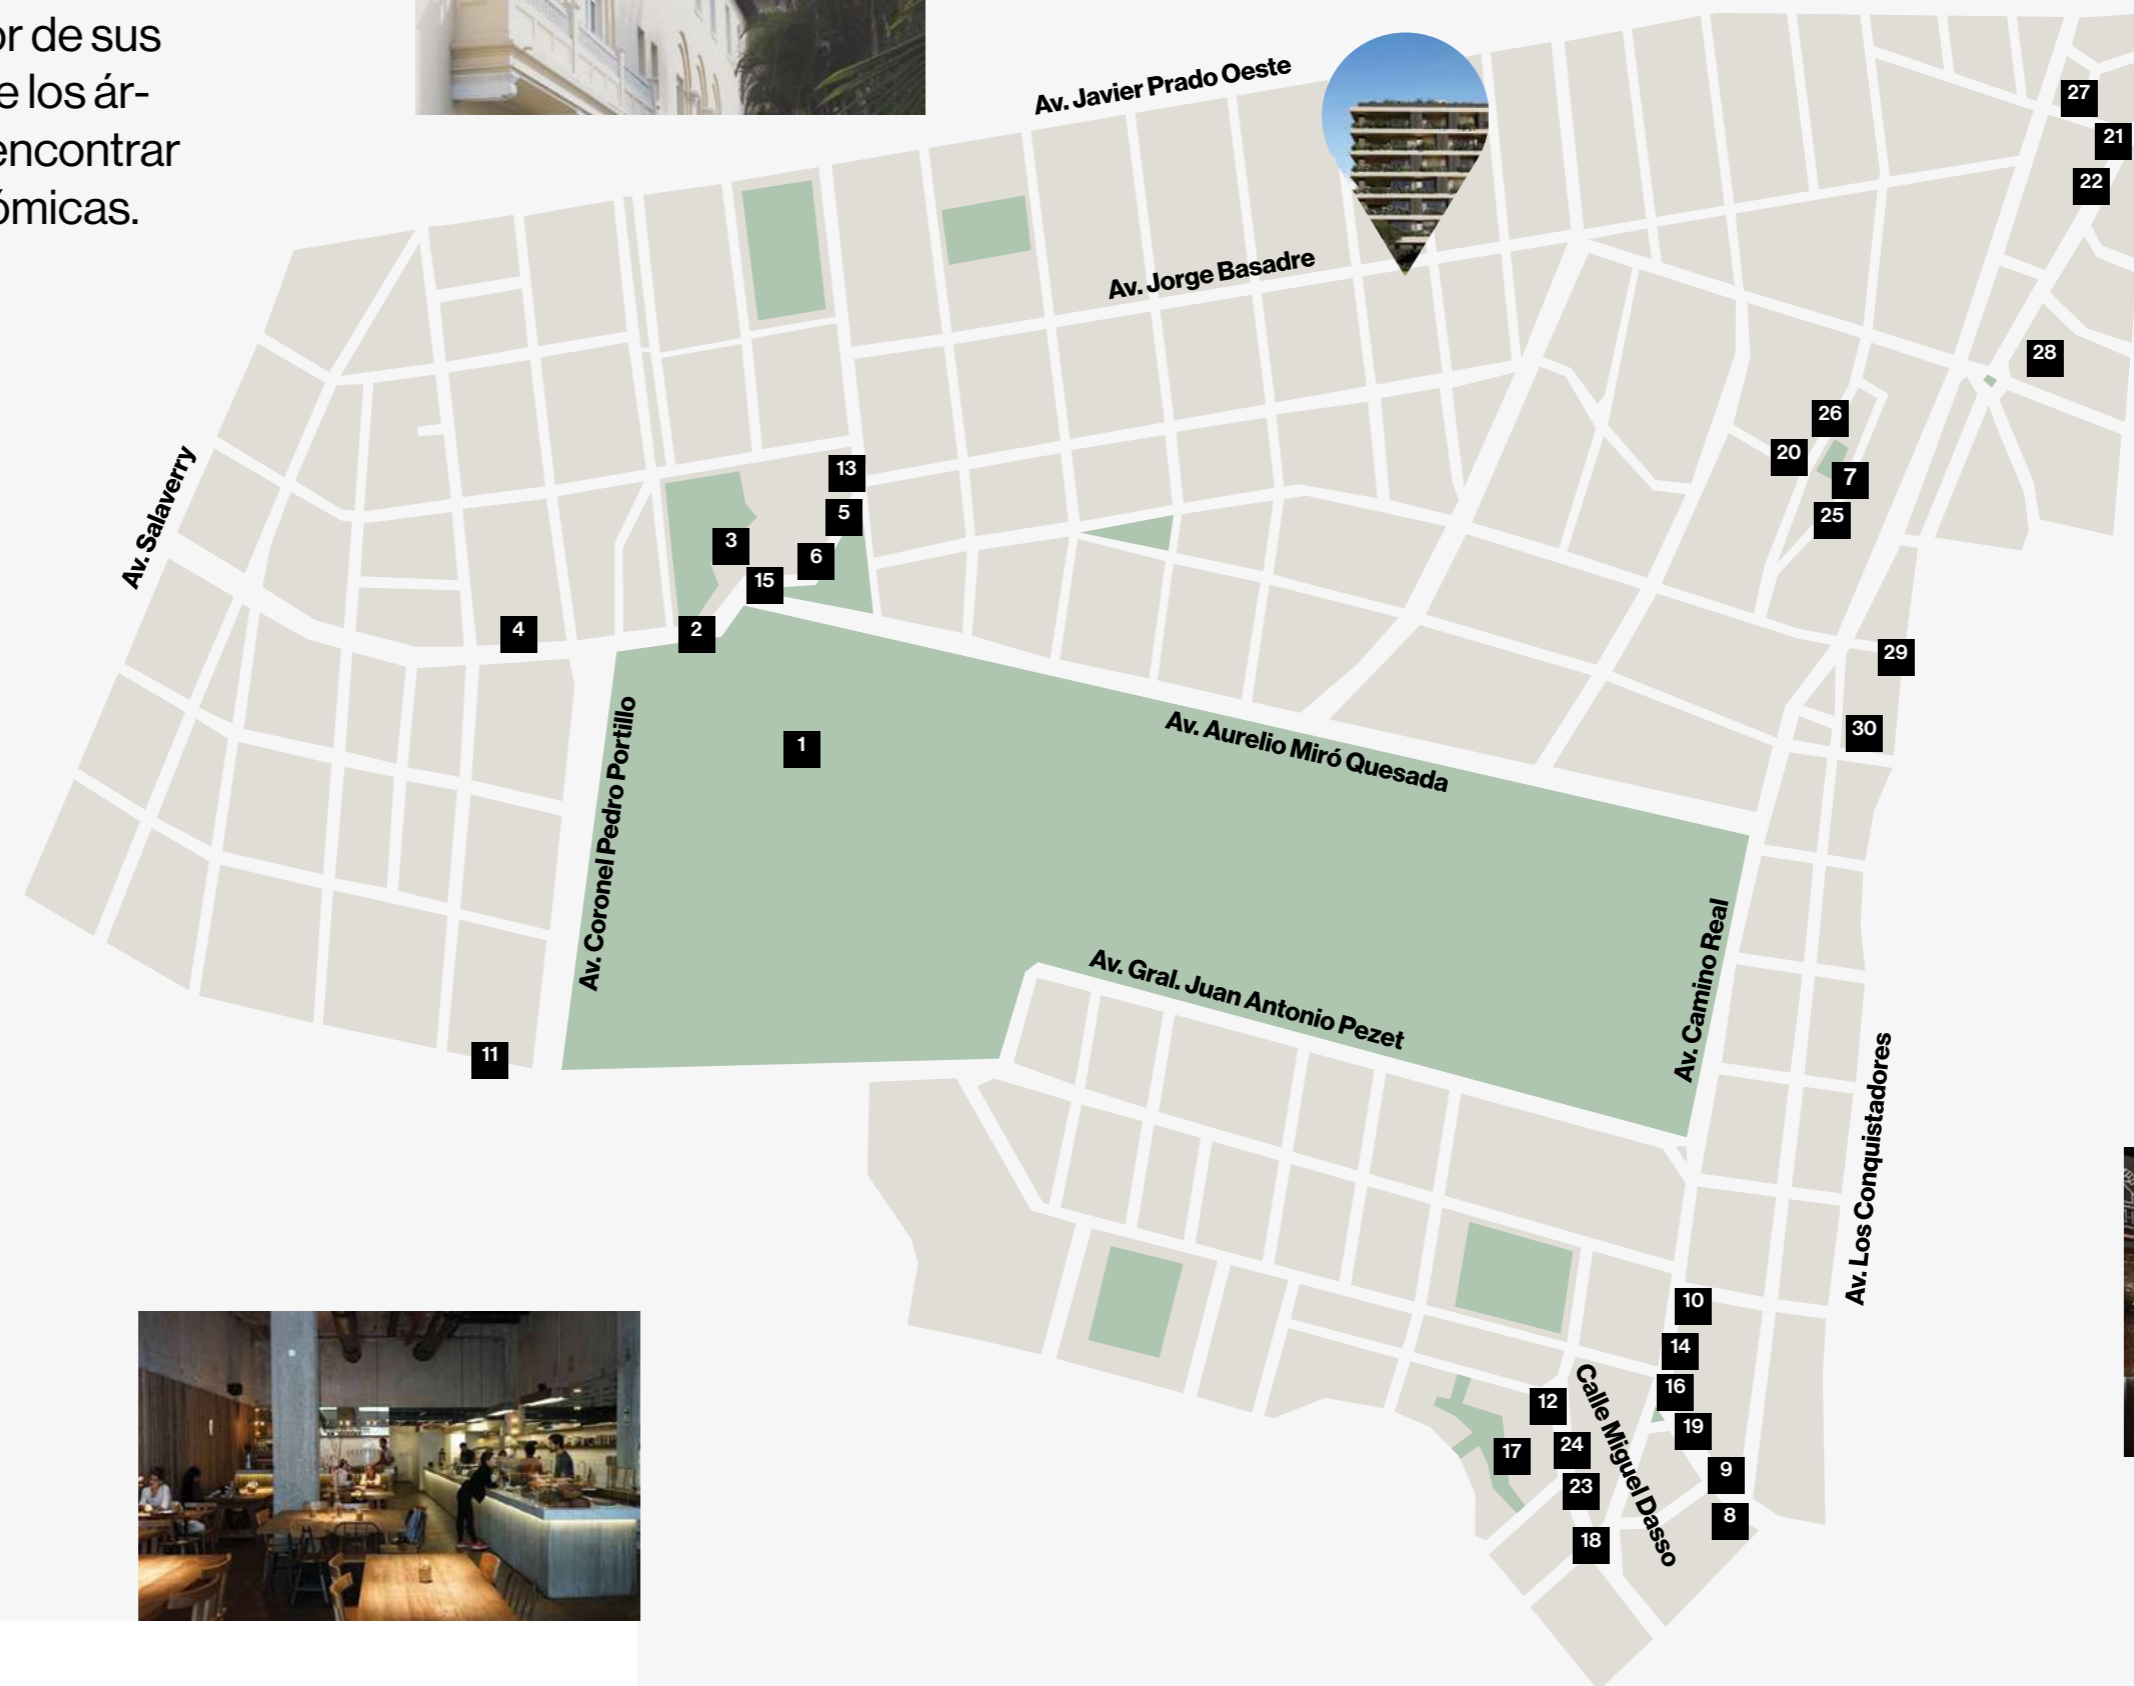 or de sus
e los ár-
encontrar
ómicas.
Av. Javier Prado Oeste
27
21
22
Av. Jorge Basadre
28
26
20
7
25
Av. Salaverry
13
5
3
6
15
4
2
29
30
1
Av. Coronel Pedro Portillo
Av. Aurelio Miró Quesada
Av. Gral. Juan Antonio Pezet
Av. Camino Real
11
Av. Los Conquistadores
10
14
16
12
19
Calle Miguel Dasso
24
17
9
23
8
18